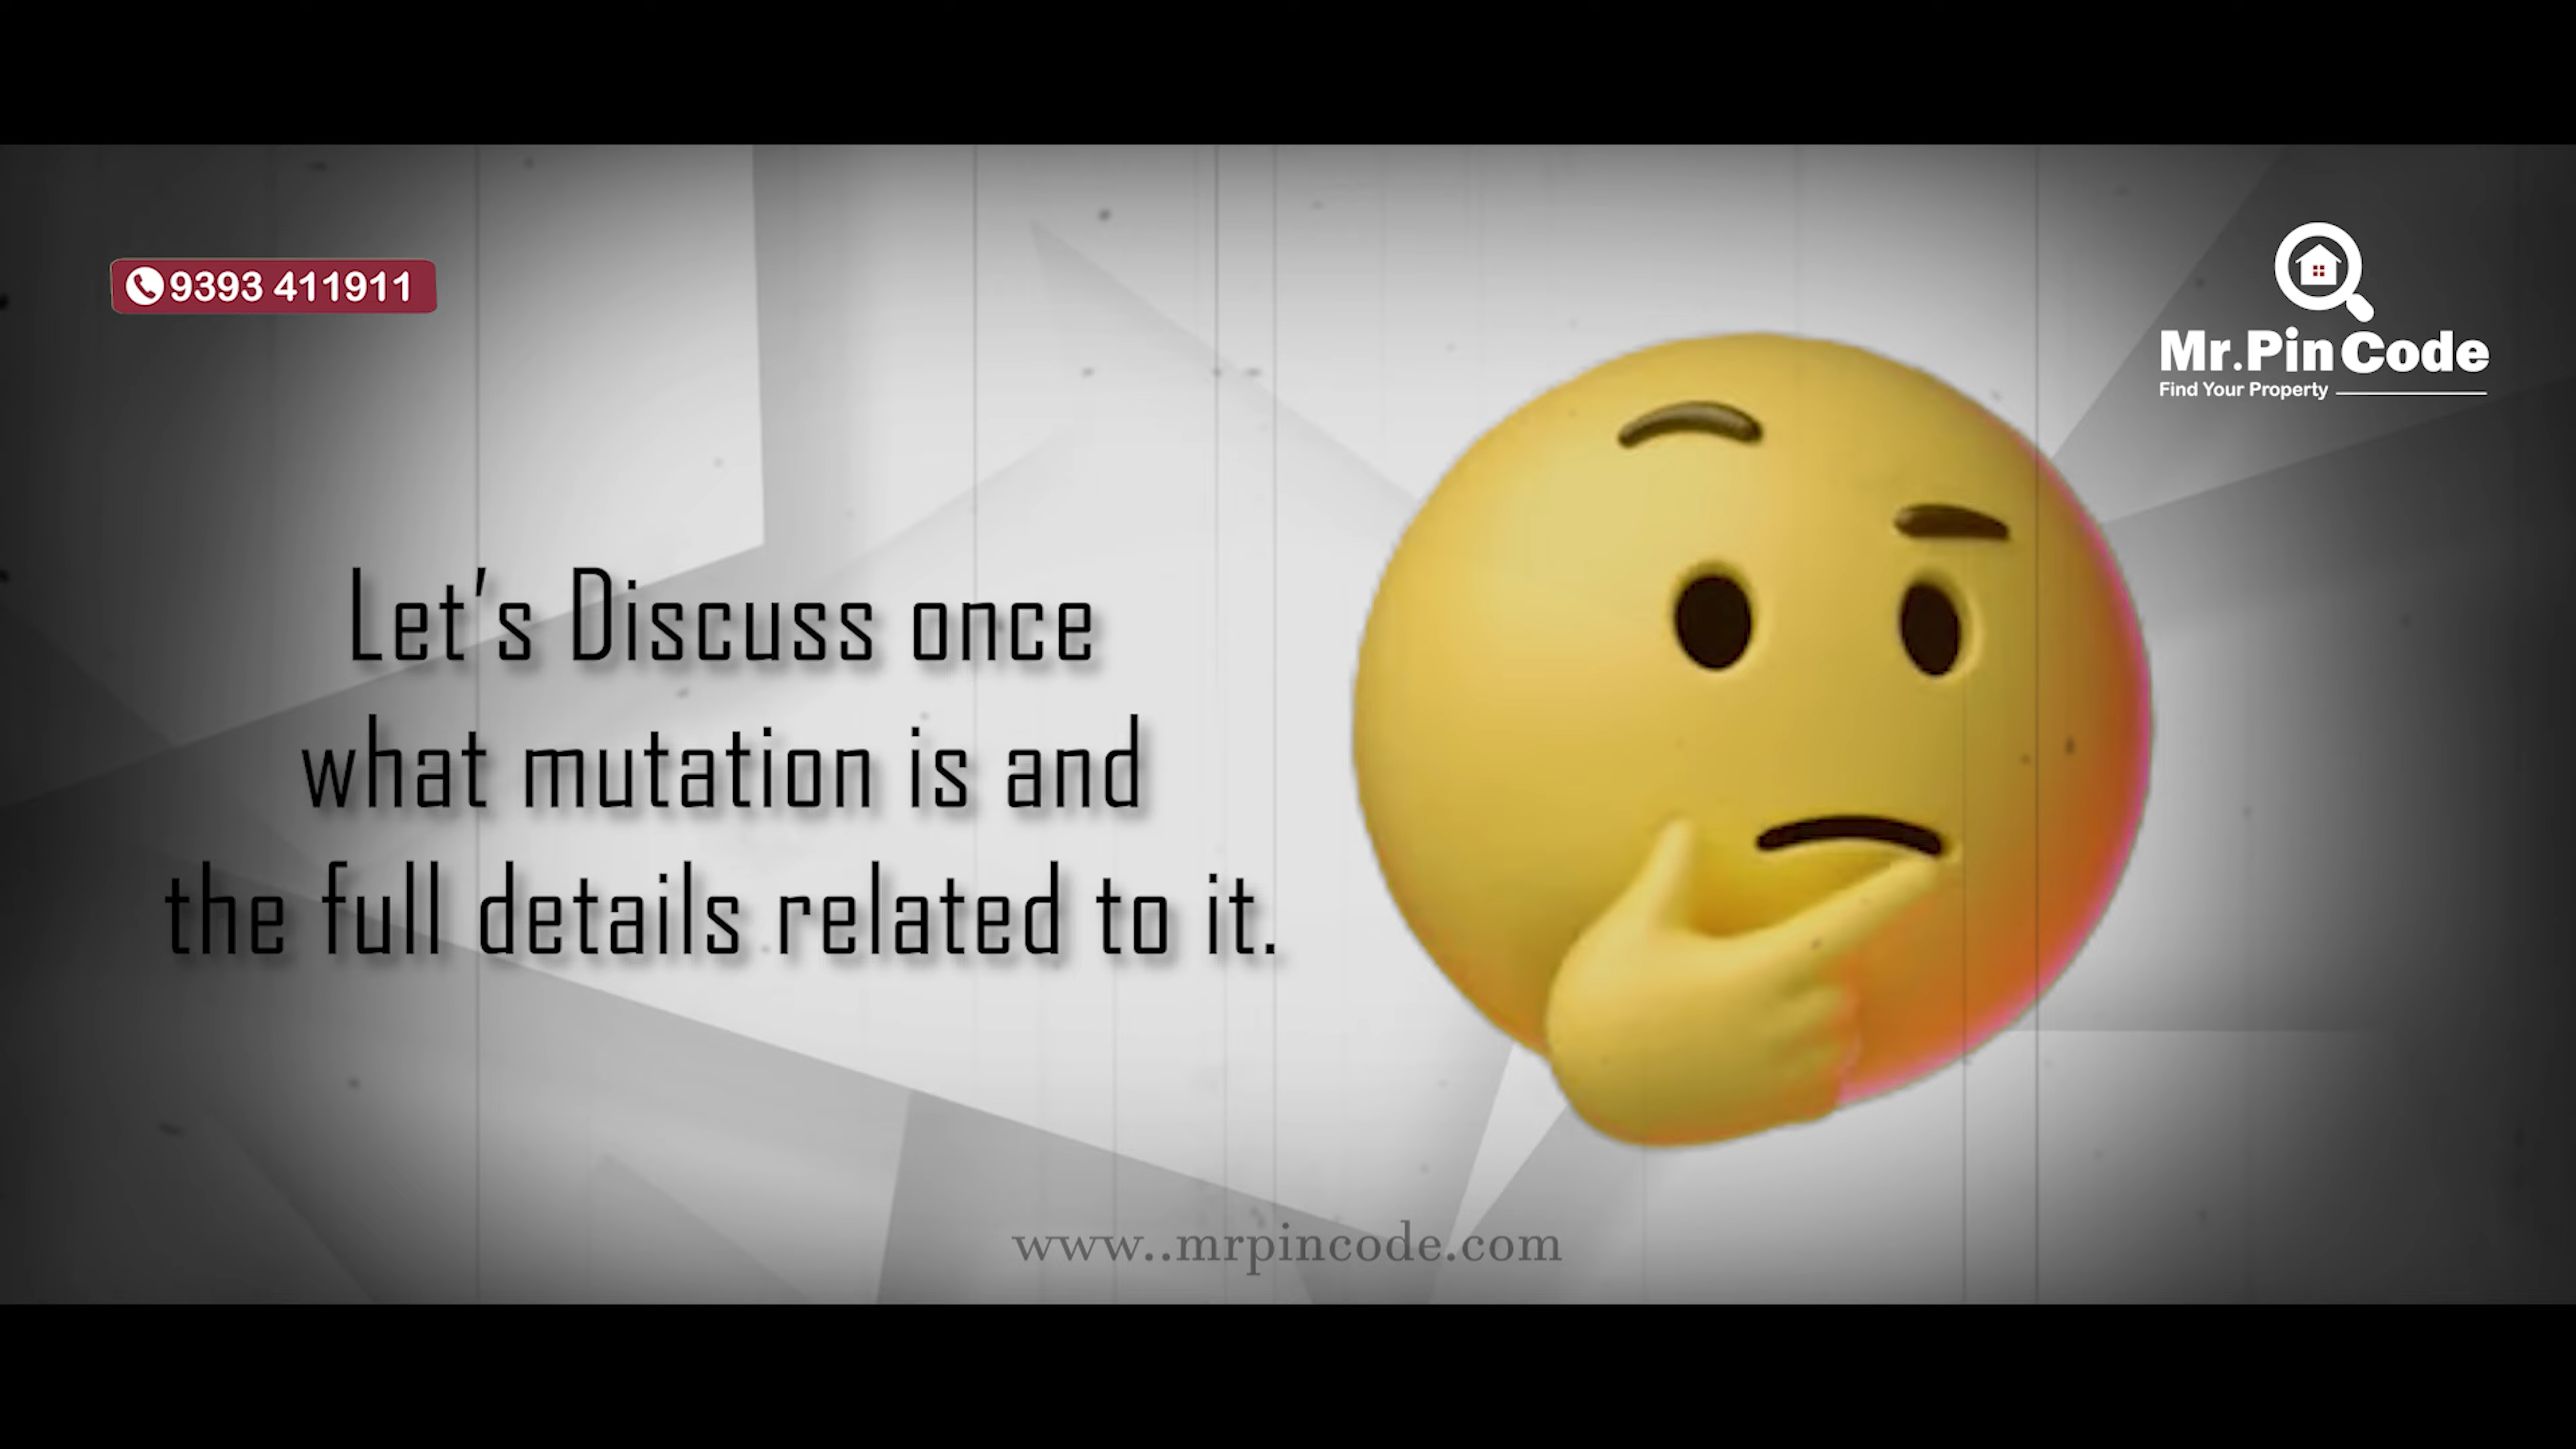 9393 411911
Mr.Pin Code
Find Your Property
Let's Discuss once
what mutation is and
the full details related to it.
www..mrpincode.com